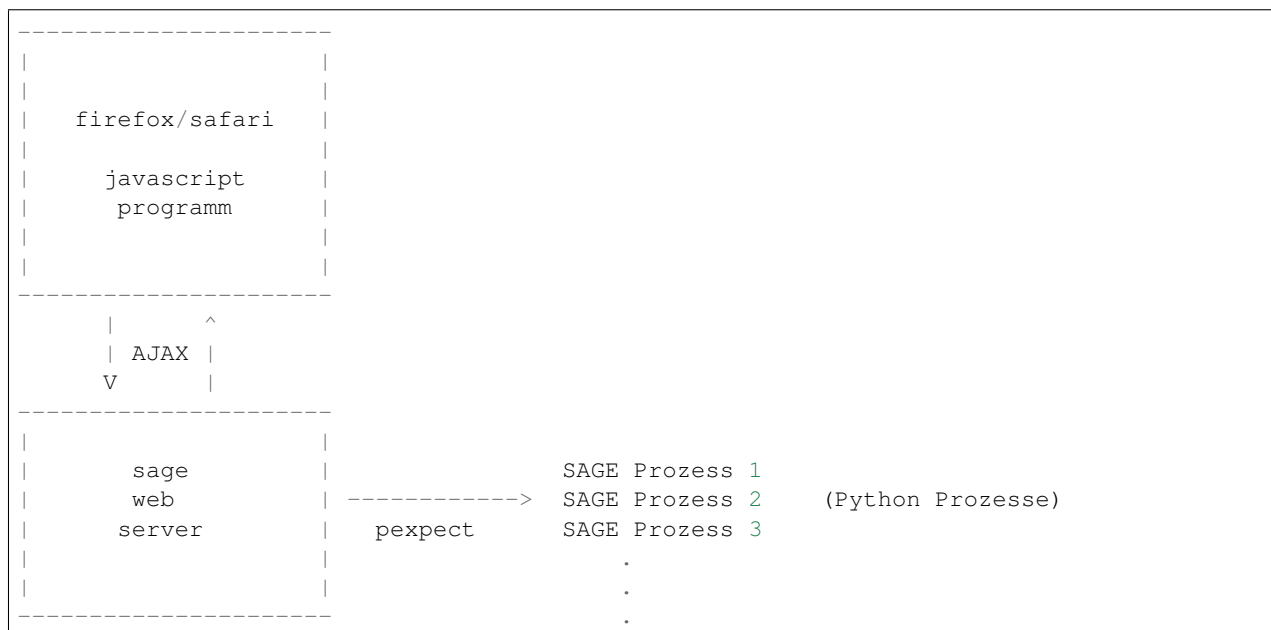 ----------------------
|                    |
|                    |
|   firefox/safari   |
|                    |
|     javascript     |
|      programm      |
|                    |
|                    |
----------------------
      |      ^
      | AJAX |
      V      |
----------------------
|                    |
|       sage         |                SAGE Prozess 1
|       web          | ------------>  SAGE Prozess 2    (Python Prozesse)
|      server        |   pexpect      SAGE Prozess 3
|                    |                    .
|                    |                    .
----------------------                    .